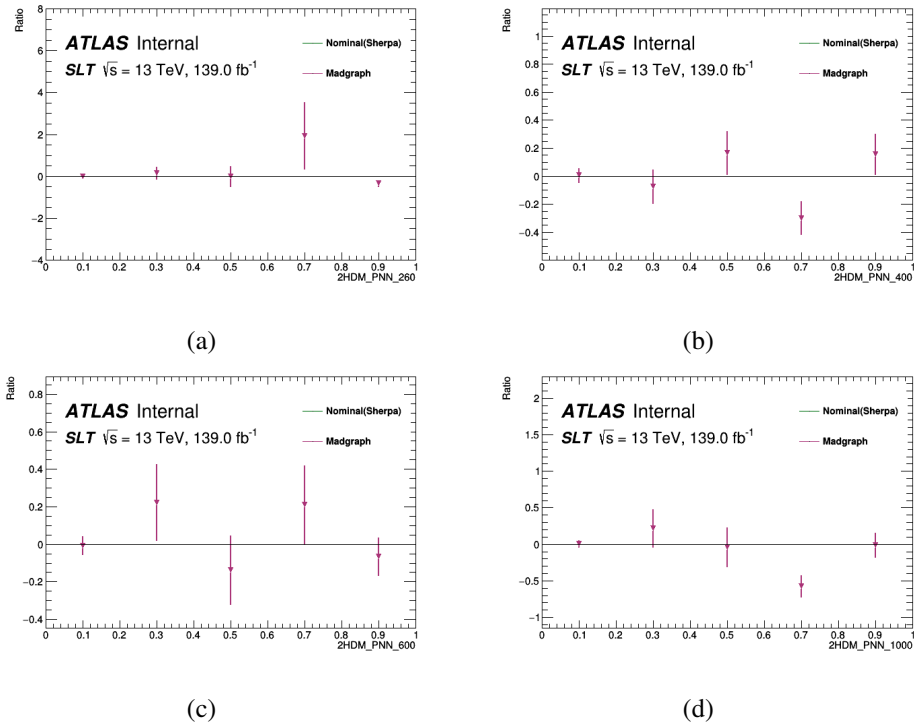 Ratio
8
6
4
2
0
−2
−4
ATLAS Internal
SLT √s = 13 TeV, 139.0 fb-1
Nominal(Sherpa)
Madgraph
0 0.1 0.2 0.3 0.4 0.5 0.6 0.7 0.8 0.9 1
2HDM_PNN_260
(a)
Ratio
1
0.8
0.6
0.4
0.2
0
−0.2
−0.4
ATLAS Internal
SLT √s = 13 TeV, 139.0 fb-1
Nominal(Sherpa)
Madgraph
0 0.1 0.2 0.3 0.4 0.5 0.6 0.7 0.8 0.9 1
2HDM_PNN_400
(b)
Ratio
0.8
0.6
0.4
0.2
0
−0.2
−0.4
ATLAS Internal
SLT √s = 13 TeV, 139.0 fb-1
Nominal(Sherpa)
Madgraph
0 0.1 0.2 0.3 0.4 0.5 0.6 0.7 0.8 0.9 1
2HDM_PNN_600
(c)
Ratio
2
1.5
1
0.5
0
−0.5
−1
ATLAS Internal
SLT √s = 13 TeV, 139.0 fb-1
Nominal(Sherpa)
Madgraph
0 0.1 0.2 0.3 0.4 0.5 0.6 0.7 0.8 0.9 1
2HDM_PNN_1000
(d)